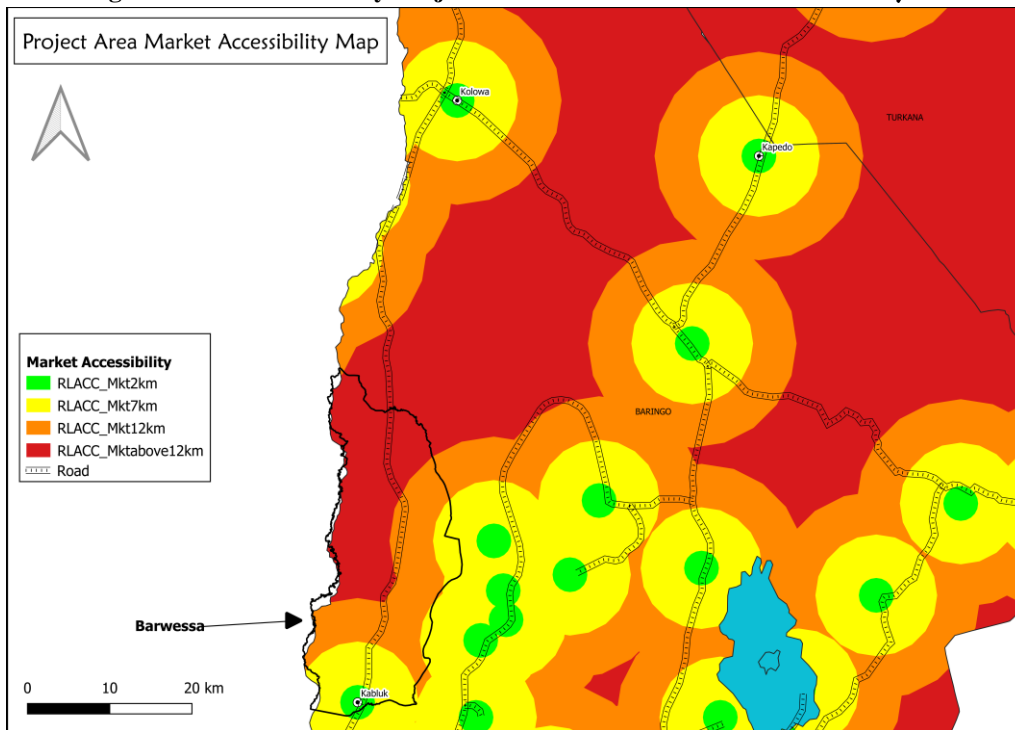 Project Area Market Accessibility Map
Kolowa
TURKANA
Kapedo
Market Accessibility
RLACC_Mkt2km
RLACC_Mkt7km
RLACC_Mkt12km
RLACC_Mktabove12km
Road
BARINGO
Barwessa
0 10 20 km
Kabluk